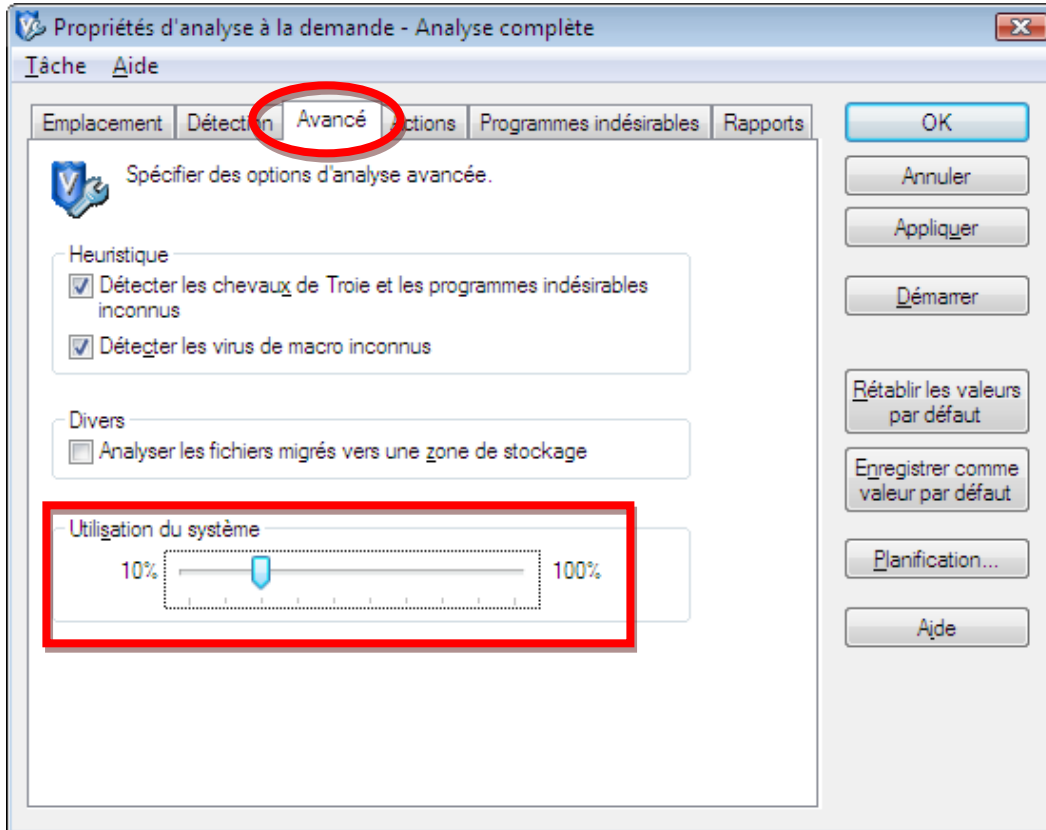 Propriétés d'analyse à la demande - Analyse complète
Tâche Aide
Emplacement Détection Avancé Actions Programmes indésirables Rapports
Spécifier des options d'analyse avancée.
Heuristique
Détecter les chevaux de Troie et les programmes indésirables
inconnus
Détecter les virus de macro inconnus
Divers
Analyser les fichiers migrés vers une zone de stockage
Utilisation du système
10% 100%
OK
Annuler
Appliquer
Démarrer
Rétablir les valeurs
par défaut
Enregistrer comme
valeur par défaut
Planification...
Aide